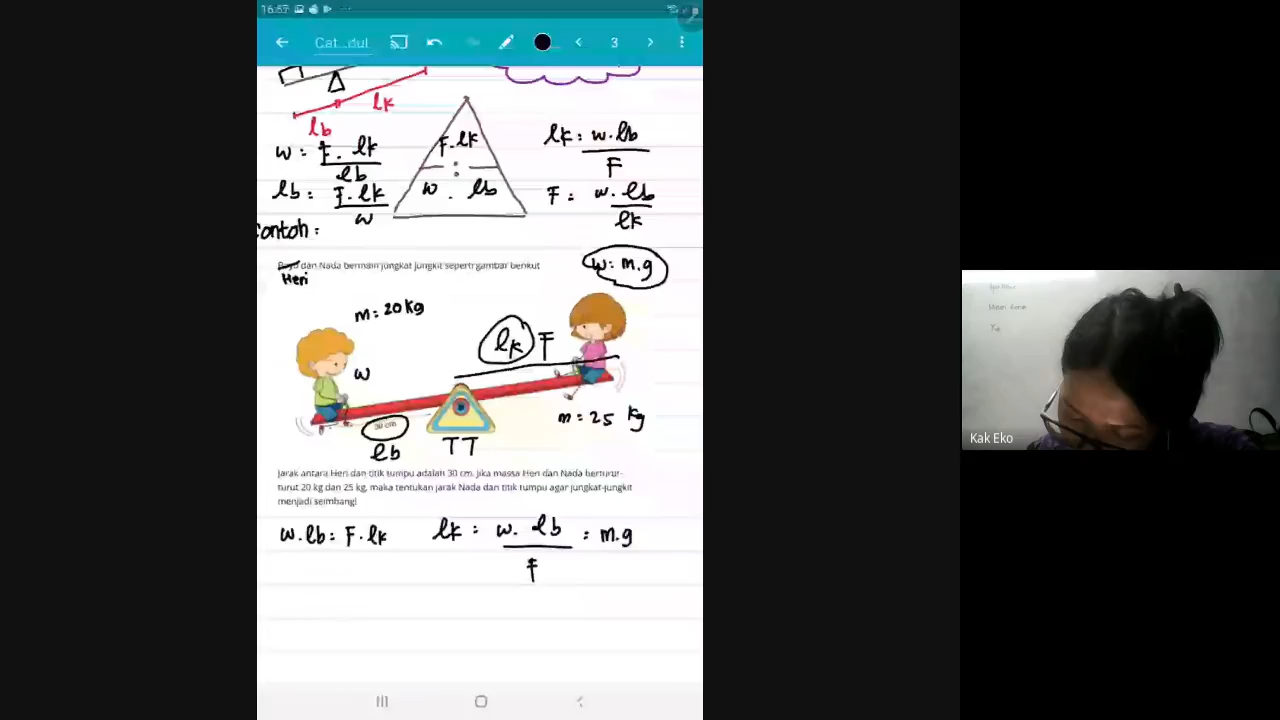 16:57
Cat...dul
3
lk
lb
w = F. lk / lb
F. lk
:
w . lb
lk = w. lb / F
lb = F. lk / w
F = w. lb / lk
Contoh :
dan Nada bermain jungkat jungkit seperti gambar berikut
Heri
w = m.g
m = 20 kg
lk F
w
30 cm
lb
TT
m = 25 kg
Jarak antara Heri dan titik tumpu adalah 30 cm. Jika massa Heri dan Nada berturut-
turut 20 kg dan 25 kg, maka tentukan jarak Nada dan titik tumpu agar jungkat-jungkit
menjadi seimbang!
w. lb = F. lk
lk = w. lb / F = m.g
Kak Eko